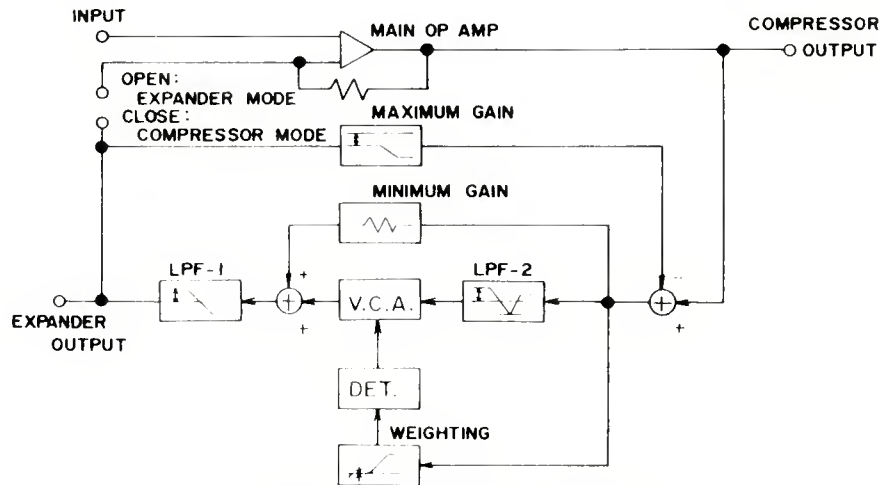 INPUT
MAIN OP AMP
COMPRESSOR
OUTPUT
OPEN:
EXPANDER MODE
CLOSE:
COMPRESSOR MODE
MAXIMUM GAIN
MINIMUM GAIN
LPF-1
LPF-2
+
−
V.C.A.
+
+
+
EXPANDER
OUTPUT
DET.
WEIGHTING